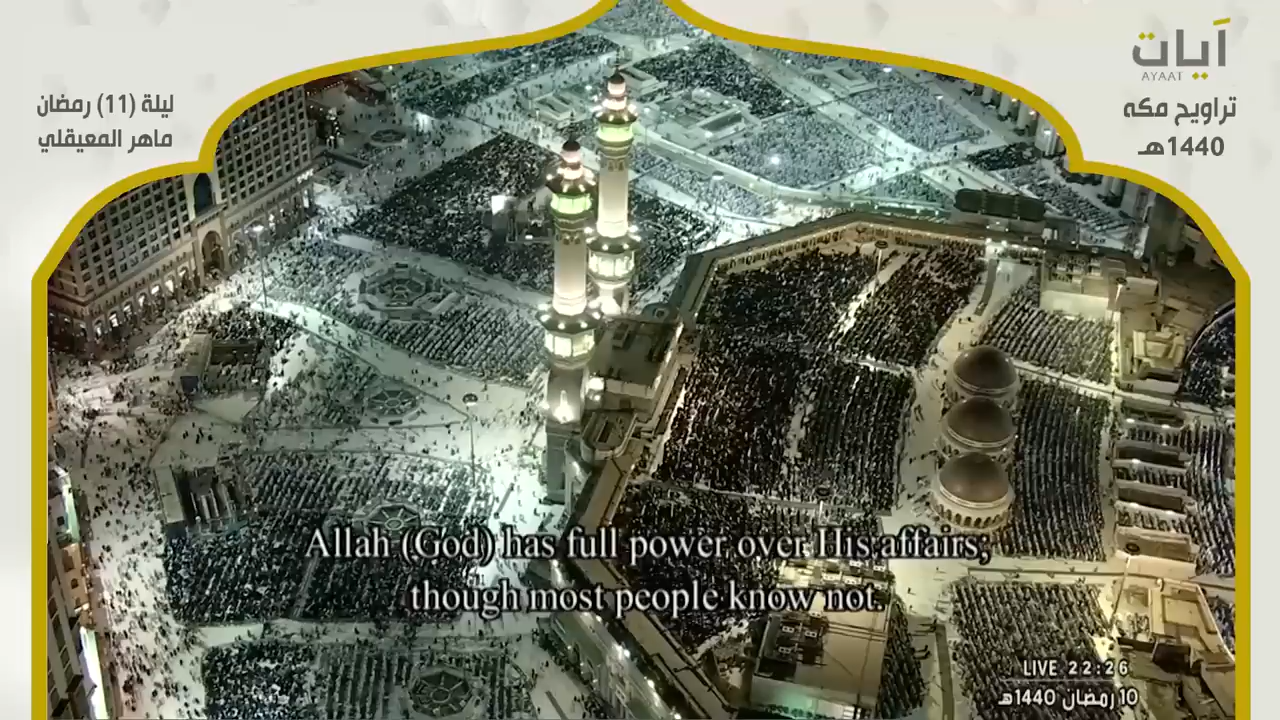 آيات
AYAAT
تراويح مكه
1440هـ
ليلة (11) رمضان
ماهر المعيقلي
Allah (God) has full power over His affairs;
though most people know not.
LIVE 22:26
10 رمضان 1440هـ